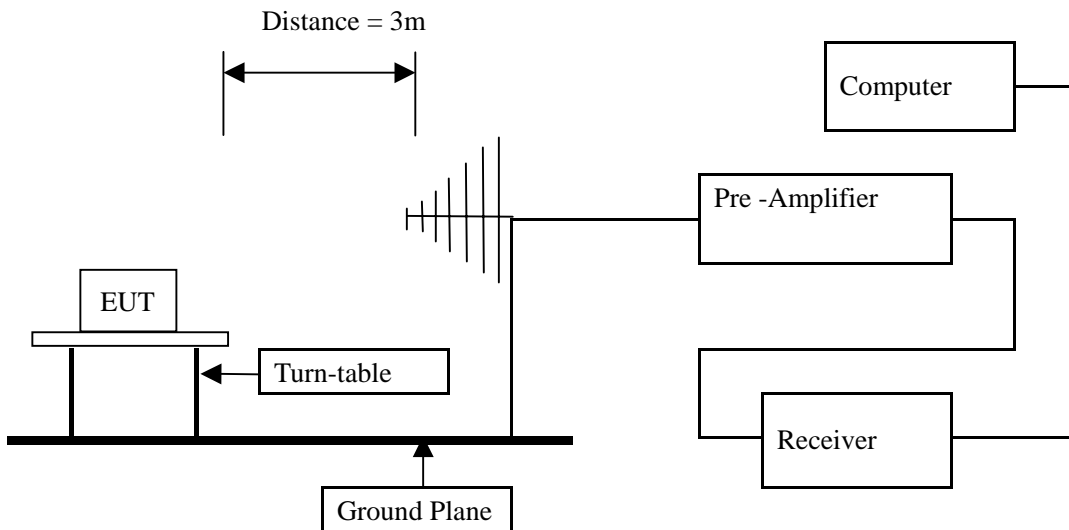 Distance = 3m
Computer
Pre -Amplifier
EUT
Turn-table
Receiver
Ground Plane